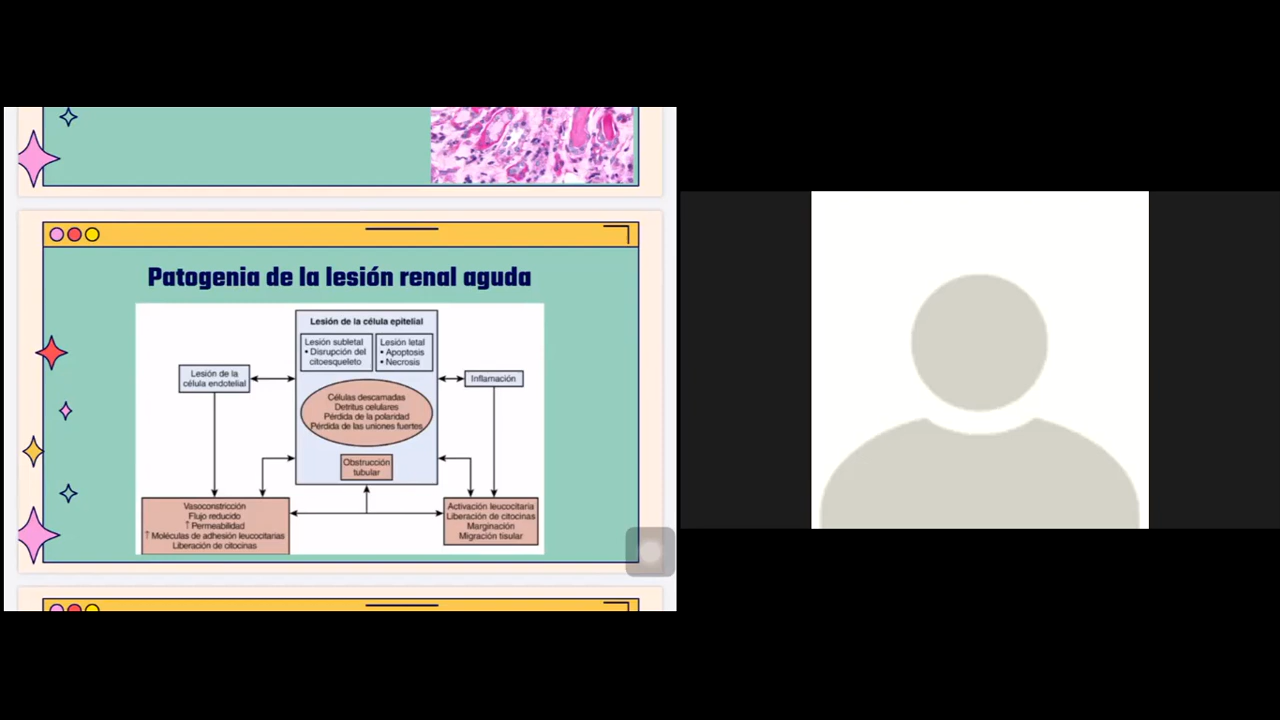 Patogenia de la lesión renal aguda
Lesión de la célula epitelial
Lesión subletal
• Disrupción del
citoesqueleto
Lesión letal
• Apoptosis
• Necrosis
Lesión de la
célula endotelial
Inflamación
Células descamadas
Detritus celulares
Pérdida de la polaridad
Pérdida de las uniones fuertes
Obstrucción
tubular
Vasoconstricción
Flujo reducido
↑ Permeabilidad
↑ Moléculas de adhesión leucocitarias
Liberación de citocinas
Activación leucocitaria
Liberación de citocinas
Marginación
Migración tisular